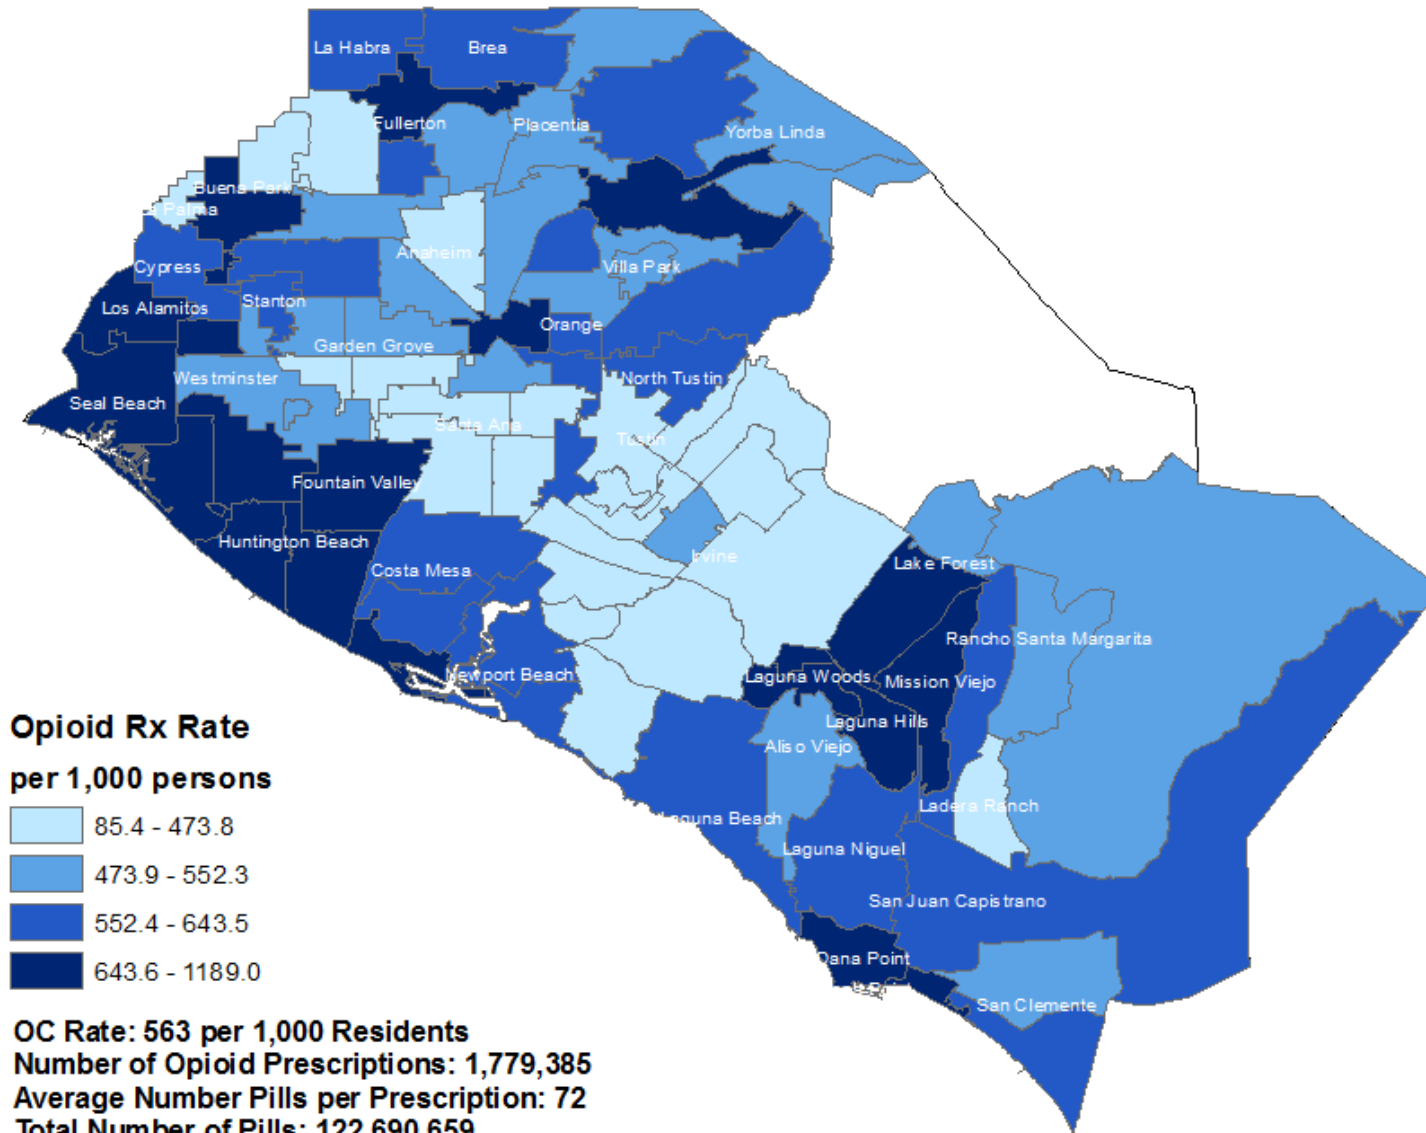 La Habra
Brea
Fullerton
Placentia
Yorba Linda
Buena Park
La Palma
Anaheim
Villa Park
Cypress
Los Alamitos
Stanton
Orange
Garden Grove
Westminster
North Tustin
Seal Beach
Santa Ana
Tustin
Fountain Valley
Huntington Beach
Irvine
Costa Mesa
Lake Forest
Rancho Santa Margarita
Newport Beach
Laguna Woods
Mission Viejo
Laguna Hills
Aliso Viejo
Ladera Ranch
Laguna Beach
Laguna Niguel
San Juan Capistrano
Dana Point
San Clemente
Opioid Rx Rate
per 1,000 persons
85.4 - 473.8
473.9 - 552.3
552.4 - 643.5
643.6 - 1189.0
OC Rate: 563 per 1,000 Residents
Number of Opioid Prescriptions: 1,779,385
Average Number Pills per Prescription: 72
Total Number of Pills: 122,690,659